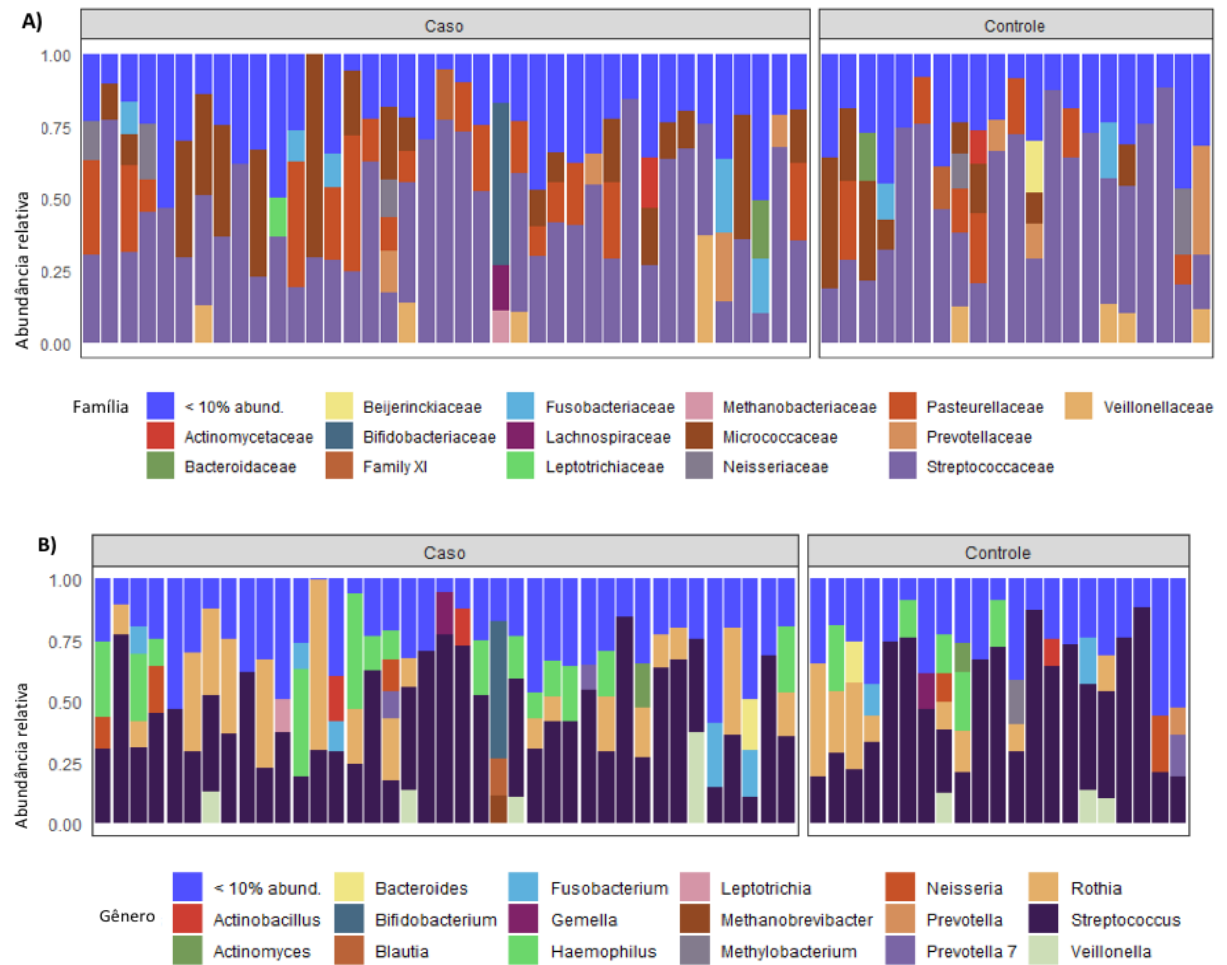 A)
Caso Controle
1.00
0.75
0.50
0.25
0.00
Abundância relativa
Família < 10% abund. Beijerinckiaceae Fusobacteriaceae Methanobacteriaceae Pasteurellaceae Veillonellaceae
Actinomycetaceae Bifidobacteriaceae Lachnospiraceae Micrococcaceae Prevotellaceae
Bacteroidaceae Family XI Leptotrichiaceae Neisseriaceae Streptococcaceae
B)
Caso Controle
1.00
0.75
0.50
0.25
0.00
Abundância relativa
< 10% abund. Bacteroides Fusobacterium Leptotrichia Neisseria Rothia
Gênero Actinobacillus Bifidobacterium Gemella Methanobrevibacter Prevotella Streptococcus
Actinomyces Blautia Haemophilus Methylobacterium Prevotella 7 Veillonella